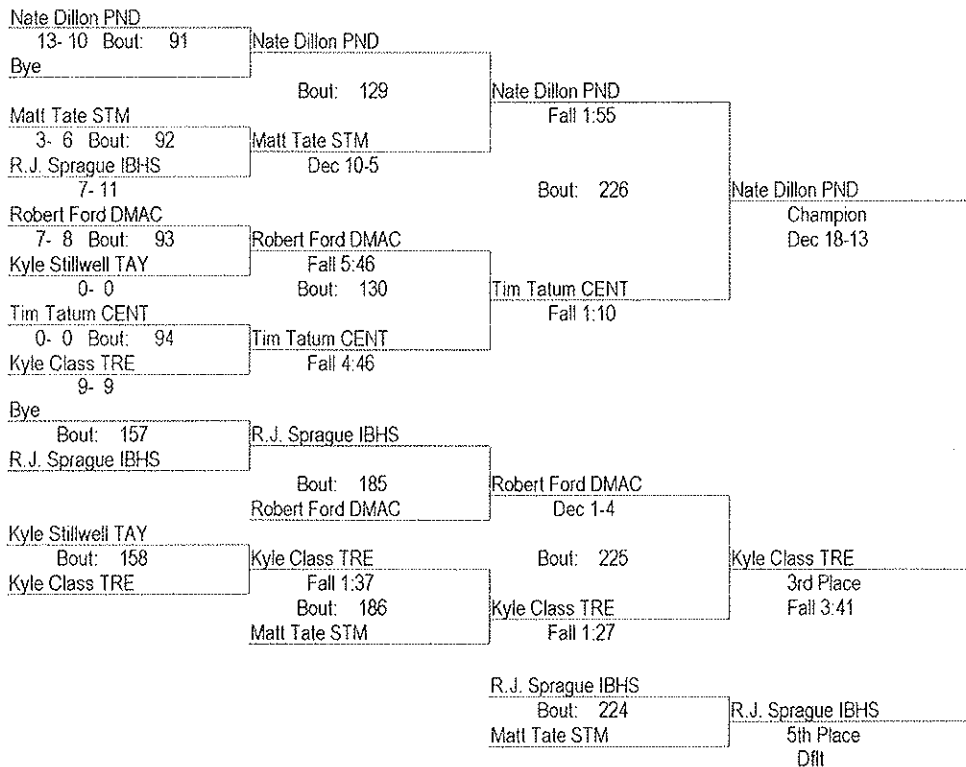 Nate Dillon PND
13- 10 Bout: 91
Bye
Nate Dillon PND
Bout: 129
Matt Tate STM
3- 6 Bout: 92
R.J. Sprague IBHS
7- 11
Matt Tate STM
Dec 10-5
Nate Dillon PND
Fall 1:55
Bout: 226
Robert Ford DMAC
7- 8 Bout: 93
Kyle Stillwell TAY
0- 0
Robert Ford DMAC
Fall 5:46
Bout: 130
Tim Tatum CENT
0- 0 Bout: 94
Kyle Class TRE
9- 9
Tim Tatum CENT
Fall 4:46
Tim Tatum CENT
Fall 1:10
Nate Dillon PND
Champion
Dec 18-13
Bye
Bout: 157
R.J. Sprague IBHS
R.J. Sprague IBHS
Bout: 185
Robert Ford DMAC
Robert Ford DMAC
Dec 1-4
Bout: 225
Kyle Stillwell TAY
Bout: 158
Kyle Class TRE
Kyle Class TRE
Fall 1:37
Bout: 186
Matt Tate STM
Kyle Class TRE
Fall 1:27
Kyle Class TRE
3rd Place
Fall 3:41
R.J. Sprague IBHS
Bout: 224
Matt Tate STM
R.J. Sprague IBHS
5th Place
Dflt